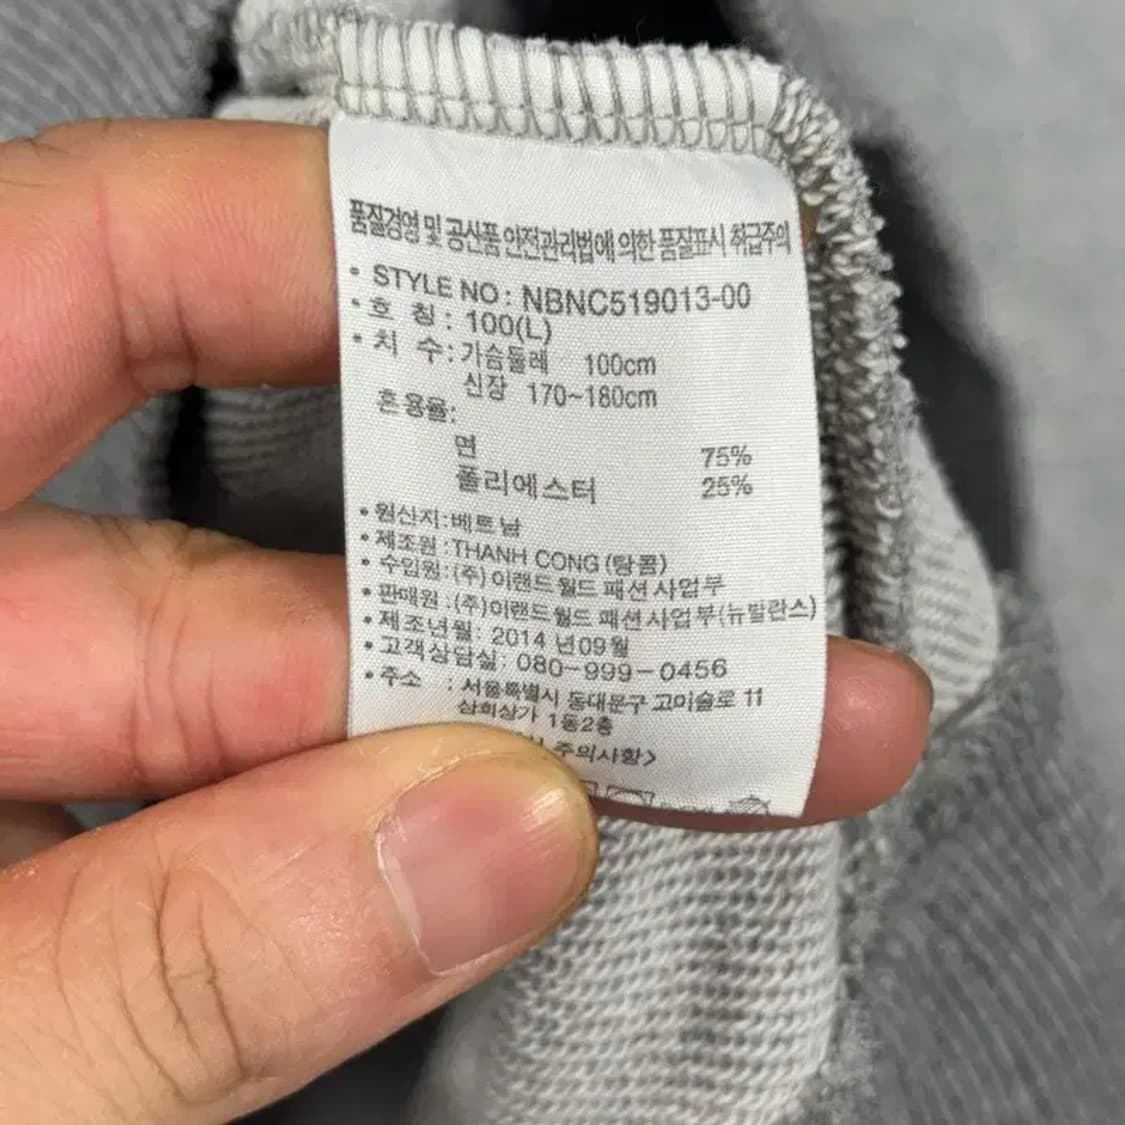 품질경영 및 공산품 안전관리법에 의한 품질표시 취급주의
• STYLE NO : NBNC519013-00
• 호 칭 : 100(L)
• 치 수 : 가슴둘레 100cm
신장 170~180cm
혼용율:
면 75%
폴리에스터 25%
• 원산지:베트남
• 제조원 :THANH CONG (탕콤)
• 수입원 :(주) 이랜드 월드 패션 사업부
• 판매원 :(주)이랜드월드 패션사업부(뉴발란스)
• 제조년월: 2014 년09월
• 고객상담실: 080-999-0456
• 주소 : 서울특별시 동대문구 고미술로 11
삼희상가 1동2층
주의사항>